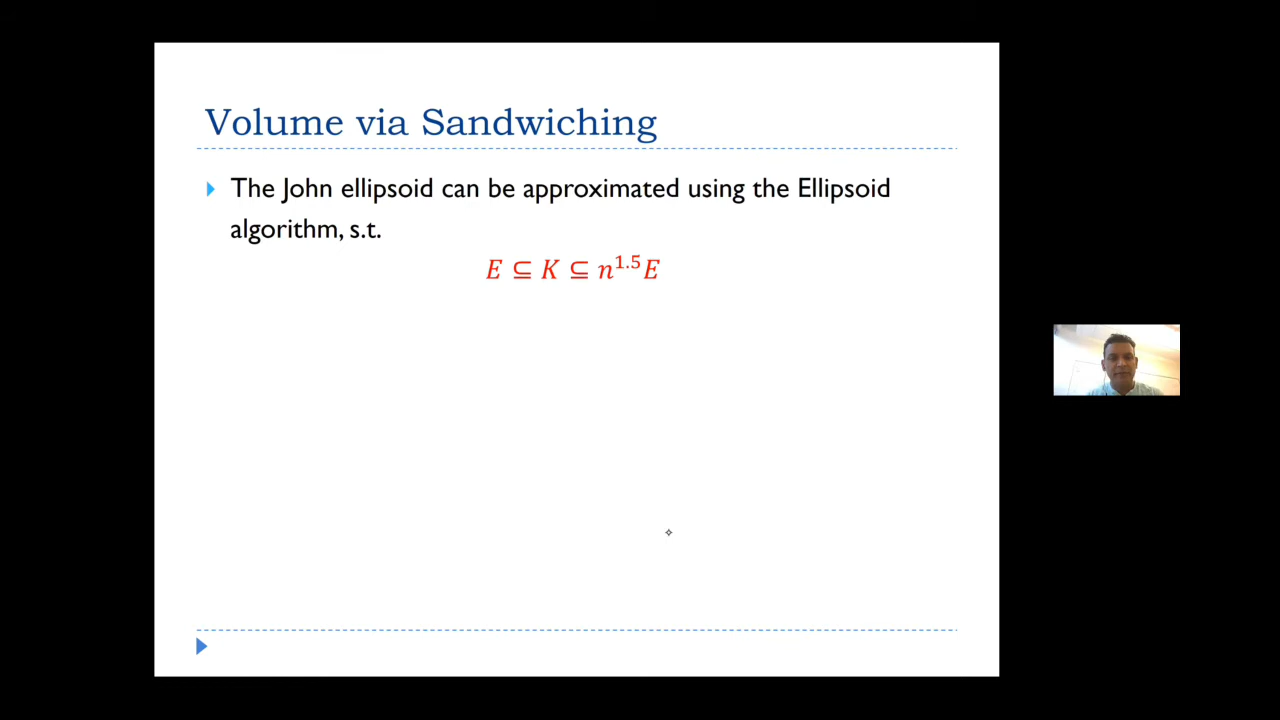 Volume via Sandwiching
The John ellipsoid can be approximated using the Ellipsoid
algorithm, s.t.
E ⊆ K ⊆ n^{1.5}E